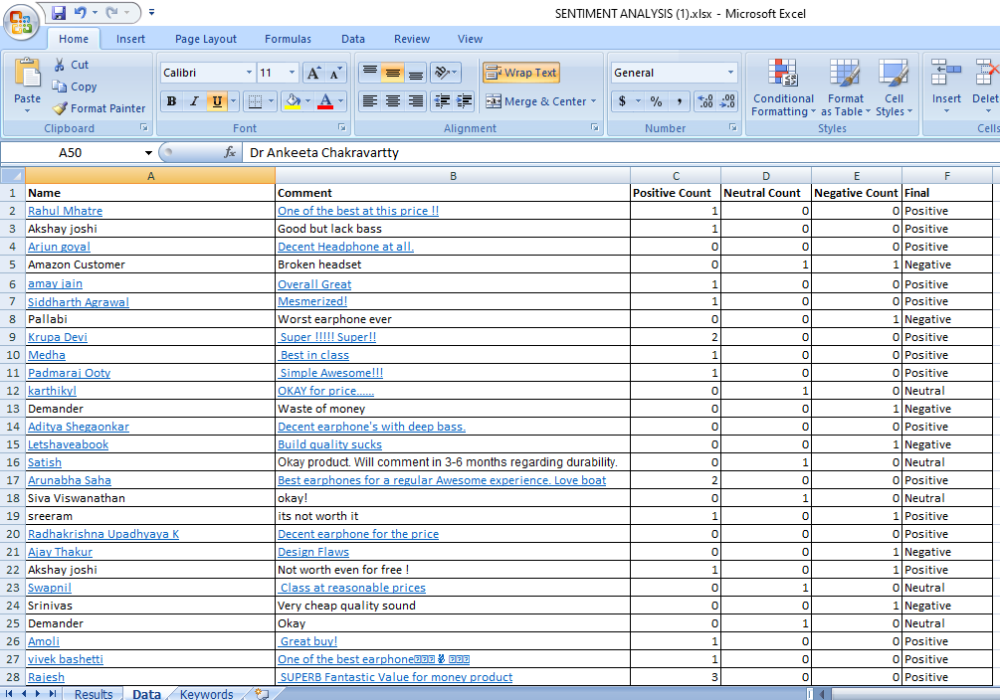 SENTIMENT ANALYSIS (1).xlsx - Microsoft Excel
Home Insert Page Layout Formulas Data Review View
Paste Cut Copy Format Painter Clipboard
Calibri 11 A A B I U A Font
Wrap Text Merge & Center Alignment
General $ % , .00 .0 Number
Conditional Formatting Format as Table Cell Styles Styles
Insert Delet Cells
A50 fx Dr Ankeeta Chakravartty
A B C D E F
1 Name Comment Positive Count Neutral Count Negative Count Final
2 Rahul Mhatre One of the best at this price !! 1 0 0 Positive
3 Akshay joshi Good but lack bass 1 0 0 Positive
4 Arjun goyal Decent Headphone at all. 0 0 0 Positive
5 Amazon Customer Broken headset 0 1 1 Negative
6 amay jain Overall Great 1 0 0 Positive
7 Siddharth Agrawal Mesmerized! 1 0 0 Positive
8 Pallabi Worst earphone ever 0 0 1 Negative
9 Krupa Devi Super !!!!! Super!! 2 0 0 Positive
10 Medha Best in class 1 0 0 Positive
11 Padmaraj Ooty Simple Awesome!!! 1 0 0 Positive
12 karthikyl OKAY for price...... 0 1 0 Neutral
13 Demander Waste of money 0 0 1 Negative
14 Aditya Shegaonkar Decent earphone's with deep bass. 0 0 0 Positive
15 Letshaveabook Build quality sucks 0 0 1 Negative
16 Satish Okay product. Will comment in 3-6 months regarding durability. 0 1 0 Neutral
17 Arunabha Saha Best earphones for a regular Awesome experience. Love boat 2 0 0 Positive
18 Siva Viswanathan okay! 0 1 0 Neutral
19 sreeram its not worth it 1 0 1 Positive
20 Radhakrishna Upadhyaya K Decent earphone for the price 0 0 0 Positive
21 Ajay Thakur Design Flaws 0 0 1 Negative
22 Akshay joshi Not worth even for free ! 1 0 1 Positive
23 Swapnil Class at reasonable prices 0 1 0 Neutral
24 Srinivas Very cheap quality sound 0 0 1 Negative
25 Demander Okay 0 1 0 Neutral
26 Amoli Great buy! 1 0 0 Positive
27 vivek bashetti One of the best earphone 1 0 0 Positive
28 Rajesh SUPERB Fantastic Value for money product 3 0 0 Positive
Results Data Keywords